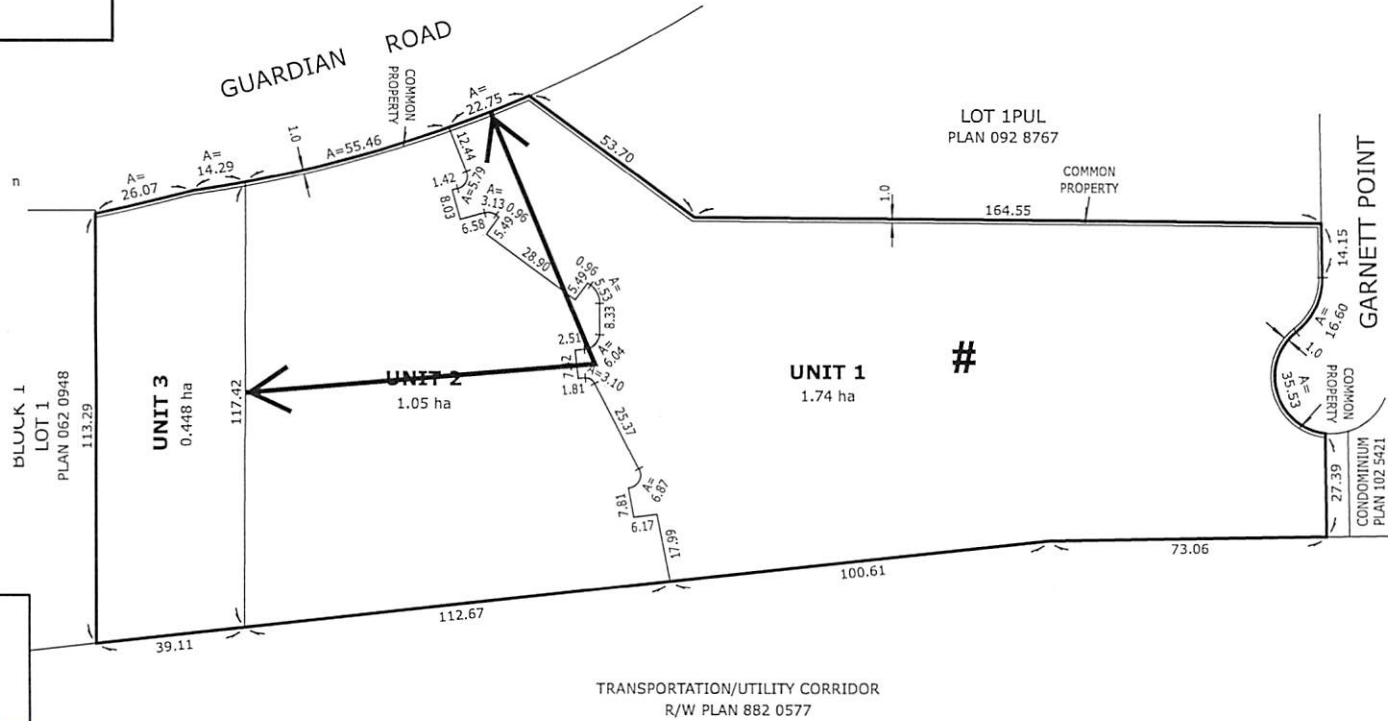 GUARDIAN ROAD
COMMON
PROPERTY
A=
22.75
A=55.46
1.0
A=
14.29
A=
26.07
n
12.44
1.42
A=5.79
8.03
A=
3.13
0.96
6.58
5.49
28.90
53.70
LOT 1PUL
PLAN 092 8767
COMMON
PROPERTY
1.0
164.55
14.15
GARNETT POINT
A=
16.60
1.0
COMMON
PROPERTY
A=
35.53
0.96
5.49
A=
5.53
8.33
2.51
A=
6.04
1.81
A=3.10
25.37
LOT 1
PLAN 062 0948
113.29
UNIT 3
0.448 ha
117.42
UNIT 2
1.05 ha
UNIT 1
1.74 ha
#
A=
6.87
7.81
6.17
17.99
27.39
CONDOMINIUM
PLAN 102 5421
39.11
112.67
100.61
73.06
TRANSPORTATION/UTILITY CORRIDOR
R/W PLAN 882 0577